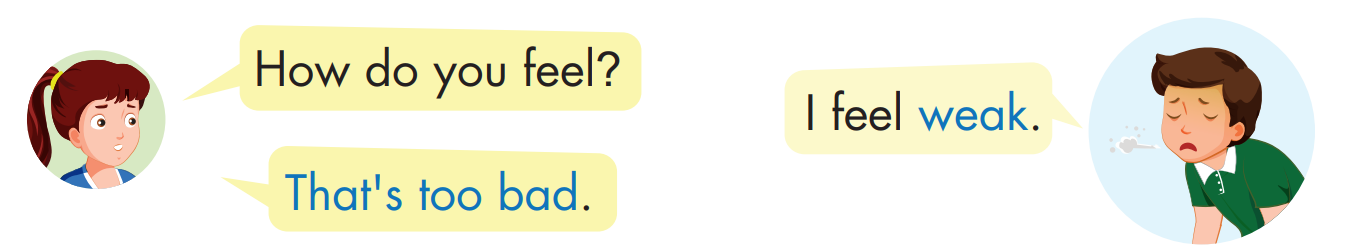 How do you feel?
I feel weak.
That's too bad.